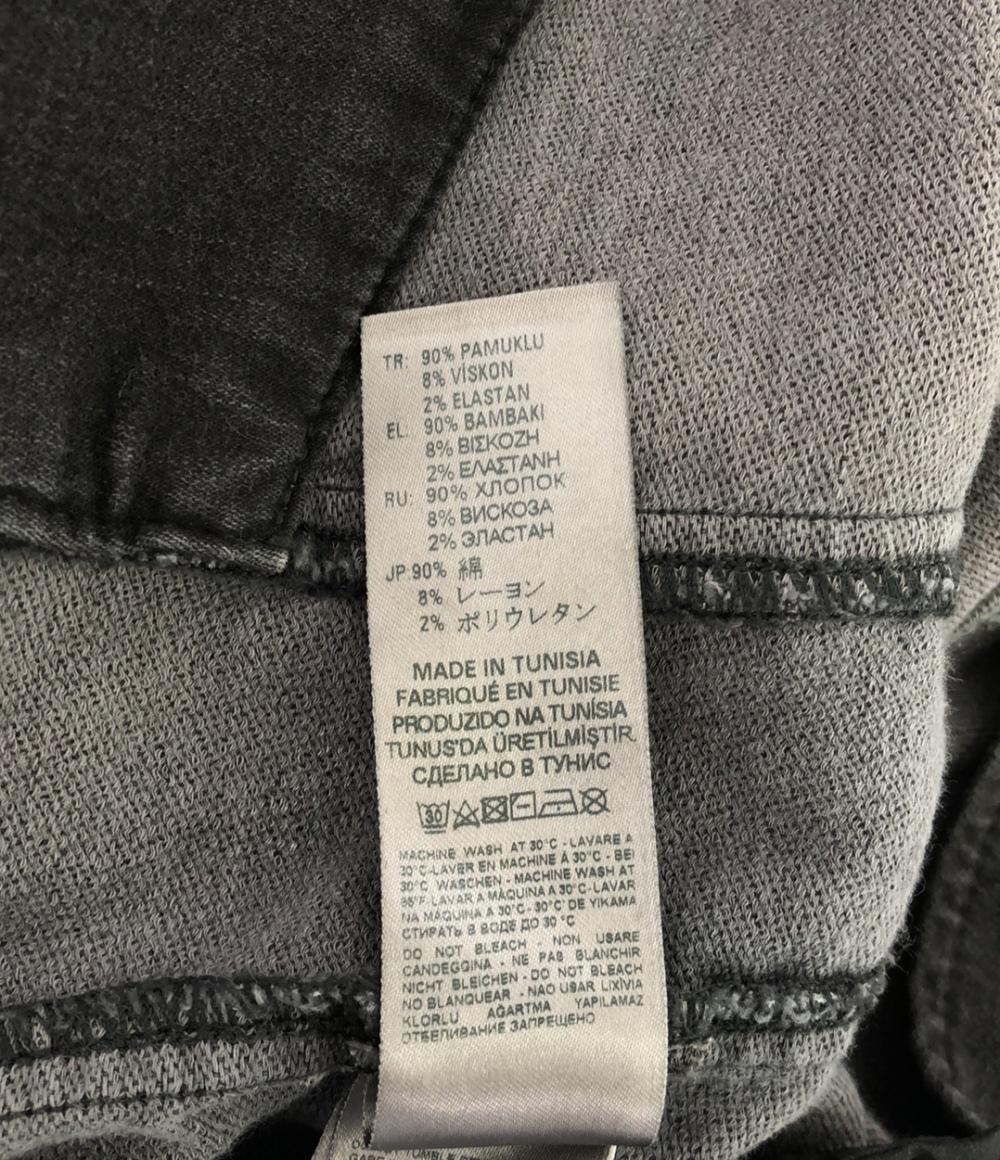 TR: 90% PAMUKLU
8% VİSKON
2% ELASTAN
EL: 90% ΒΑΜΒΑΚΙ
8% ΒΙΣΚΟΖΗ
2% ΕΛΑΣΤΑΝΗ
RU: 90% ХЛОПОК
8% ВИСКОЗА
2% ЭЛАСТАН
JP 90% 綿
8% レーヨン
2% ポリウレタン
MADE IN TUNISIA
FABRIQUÉ EN TUNISIE
PRODUZIDO NA TUNÍSIA
TUNUS'DA ÜRETİLMİŞTİR.
СДЕЛАНО В ТУНИС
30
MACHINE WASH AT 30°C - LAVARE A
30°C-LAVER EN MACHINE À 30°C - BEI
30°C WASCHEN - MACHINE WASH AT
86°F-LAVAR A MÁQUINA A 30°C-LAVAR
NA MÁQUINA A 30°C- 30°C' DE YIKAMA
СТИРАТЬ В ВОДЕ ДО 30 °C
DO NOT BLEACH - NON USARE
CANDEGGINA - NE PAS BLANCHIR
NICHT BLEICHEN - DO NOT BLEACH
NO BLANQUEAR - NAO USAR LIXÍVIA
KLORLU AĞARTMA YAPILAMAZ
ОТБЕЛИВАНИЕ ЗАПРЕЩЕНО